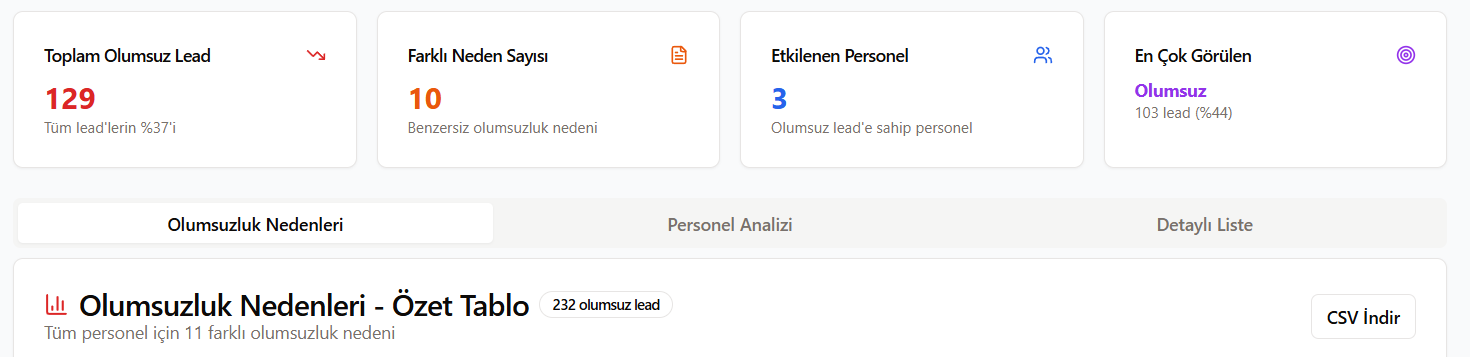 Toplam Olumsuz Lead
129
Tüm lead'lerin %37'i
Farklı Neden Sayısı
10
Benzersiz olumsuzluk nedeni
Etkilenen Personel
3
Olumsuz lead'e sahip personel
En Çok Görülen
Olumsuz
103 lead (%44)
Olumsuzluk Nedenleri
Personel Analizi
Detaylı Liste
Olumsuzluk Nedenleri - Özet Tablo
232 olumsuz lead
Tüm personel için 11 farklı olumsuzluk nedeni
CSV İndir